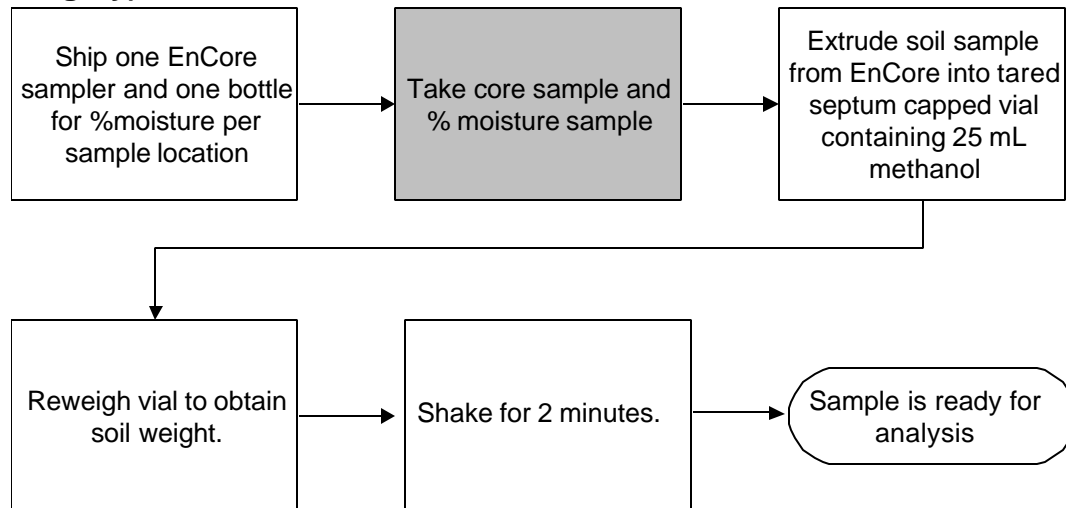 Ship one EnCore
sampler and one bottle
for %moisture per
sample location
Take core sample and
% moisture sample
Extrude soil sample
from EnCore into tared
septum capped vial
containing 25 mL
methanol
Reweigh vial to obtain
soil weight.
Shake for 2 minutes.
Sample is ready for
analysis